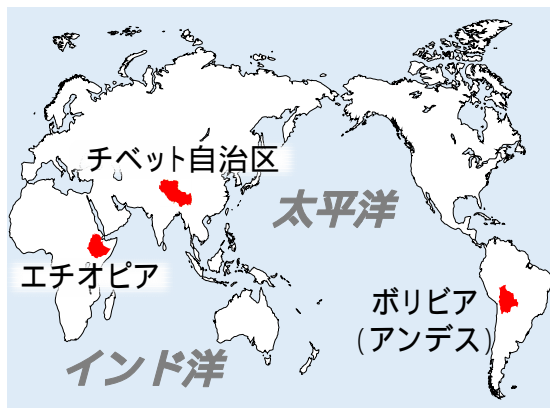 チベット自治区
太平洋
エチオピア
ボリビア
(アンデス)
インド洋